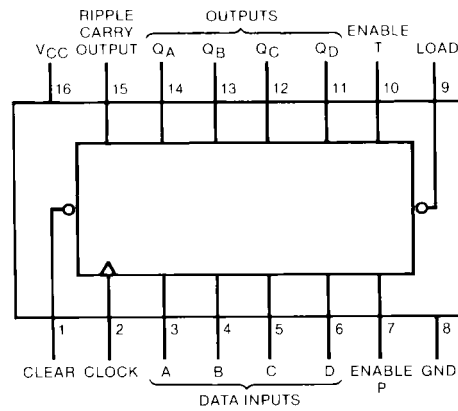 RIPPLE
CARRY
OUTPUT
OUTPUTS
ENABLE
T
VCC
QA
QB
QC
QD
LOAD
16
15
14
13
12
11
10
9
1
2
3
4
5
6
7
8
CLEAR
CLOCK
A
B
C
D
ENABLE
P
GND
DATA INPUTS